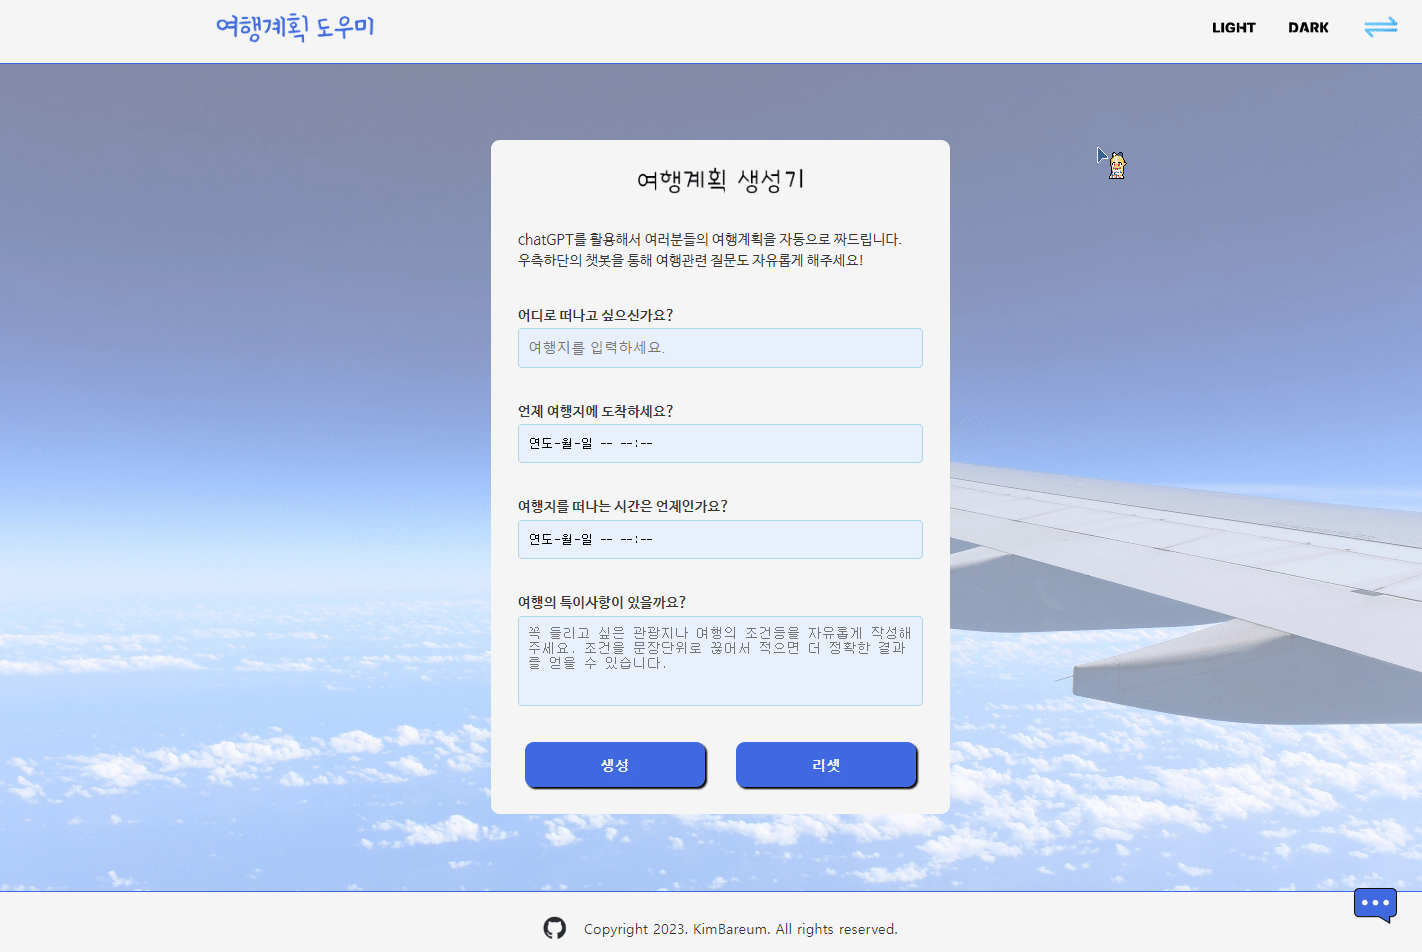 여행계획 도우미
LIGHT DARK
여행계획 생성기
chatGPT를 활용해서 여러분들의 여행계획을 자동으로 짜드립니다.
우측하단의 챗봇을 통해 여행관련 질문도 자유롭게 해주세요!
어디로 떠나고 싶으신가요?
여행지를 입력하세요.
언제 여행지에 도착하세요?
연도-월-일 -- --:--
여행지를 떠나는 시간은 언제인가요?
연도-월-일 -- --:--
여행의 특이사항이 있을까요?
꼭 들리고 싶은 관광지나 여행의 조건등을 자유롭게 작성해
주세요. 조건을 문장단위로 끊어서 적으면 더 정확한 결과
를 얻을 수 있습니다.
생성 리셋
Copyright 2023. KimBareum. All rights reserved.